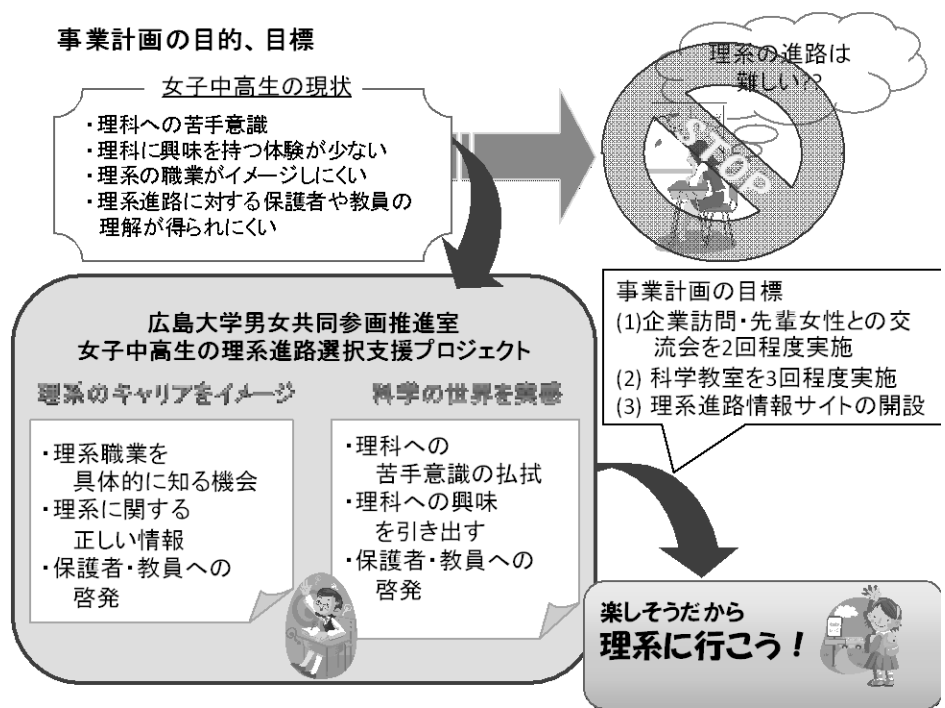 事業計画の目的、目標
女子中高生の現状
・理科への苦手意識
・理科に興味を持つ体験が少ない
・理系の職業がイメージしにくい
・理系進路に対する保護者や教員の
理解が得られにくい
理系の進路は
難しい??
STOP
広島大学男女共同参画推進室
女子中高生の理系進路選択支援プロジェクト
理系のキャリアをイメージ
・理系職業を
具体的に知る機会
・理系に関する
正しい情報
・保護者・教員への
啓発
科学の世界を実感
・理科への
苦手意識の払拭
・理科への興味
を引き出す
・保護者・教員への
啓発
事業計画の目標
(1)企業訪問・先輩女性との交
流会を2回程度実施
(2) 科学教室を3回程度実施
(3) 理系進路情報サイトの開設
楽しそうだから
理系に行こう！